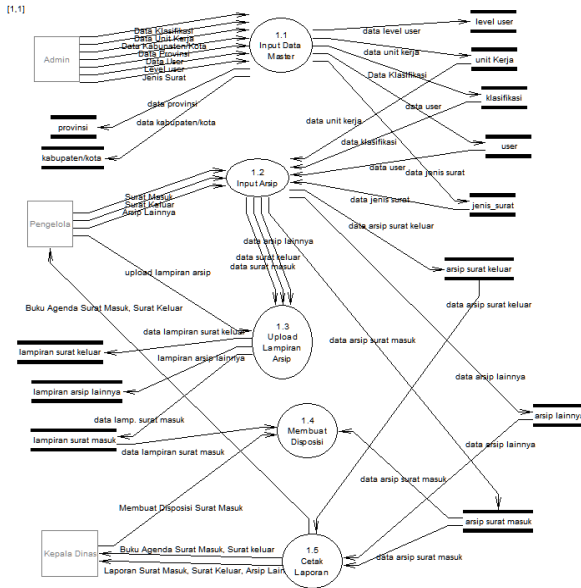 [1.1]
Data Klasifikasi
Data Unit Kerja
Data Kabupaten/Kota
Data Provinsi
Data User
Level user
Jenis Surat
Admin
1.1
Input Data
Master
data level user
level user
data unit kerja
unit Kerja
Data Klasifikasi
klasifikasi
data user
user
data provinsi
provinsi
data kabupaten/kota
kabupaten/kota
data unit kerja
data klasifikasi
data user
data jenis surat
1.2
Input Arsip
Surat Masuk
Surat Keluar
Arsip Lainnya
Pengelola
data jenis surat
jenis_surat
data arsip surat keluar
data arsip lainnya
data surat keluar
data surat masuk
arsip surat keluar
upload lampiran arsip
Buku Agenda Surat Masuk, Surat Keluar
data arsip surat keluar
1.3
Upload
Lampiran
Arsip
data lampiran surat keluar
lampiran surat keluar
data arsip surat masuk
lampiran arsip lainnya
data arsip lainnya
lampiran arsip lainnya
arsip lainnya
data lamp. surat masuk
1.4
Membuat
Disposisi
lampiran surat masuk
data lampiran surat masuk
data arsip lainnya
data arsip surat masuk
Membuat Disposisi Surat Masuk
arsip surat masuk
Kepala Dinas
Buku Agenda Surat Masuk, Surat keluar
1.5
Cetak
Laporan
data arsip surat masuk
Laporan Surat Masuk, Surat Keluar, Arsip Lain